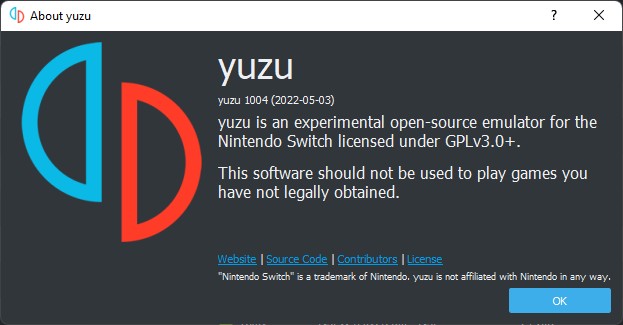 About yuzu
?
yuzu
yuzu 1004 (2022-05-03)
yuzu is an experimental open-source emulator for the
Nintendo Switch licensed under GPLv3.0+.
This software should not be used to play games you
have not legally obtained.
Website | Source Code | Contributors | License
"Nintendo Switch" is a trademark of Nintendo. yuzu is not affiliated with Nintendo in any way.
OK